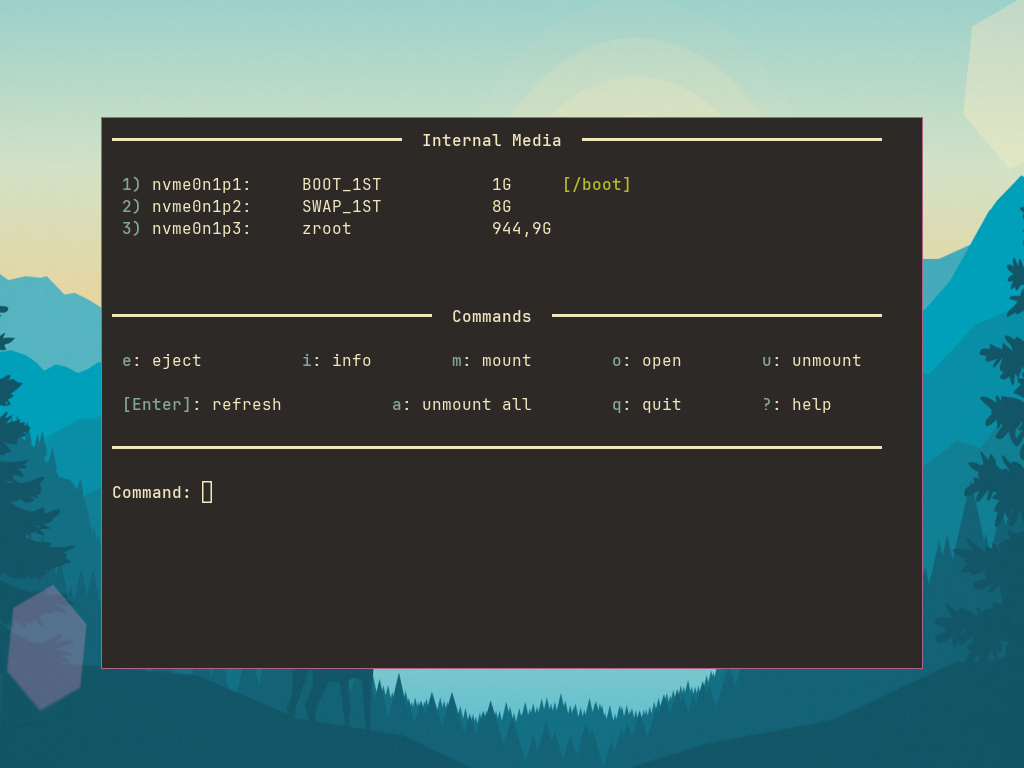 Internal Media
1) nvme0n1p1: BOOT_1ST 1G [/boot]
2) nvme0n1p2: SWAP_1ST 8G
3) nvme0n1p3: zroot 944,9G
Commands
e: eject i: info m: mount o: open u: unmount
[Enter]: refresh a: unmount all q: quit ?: help
Command: